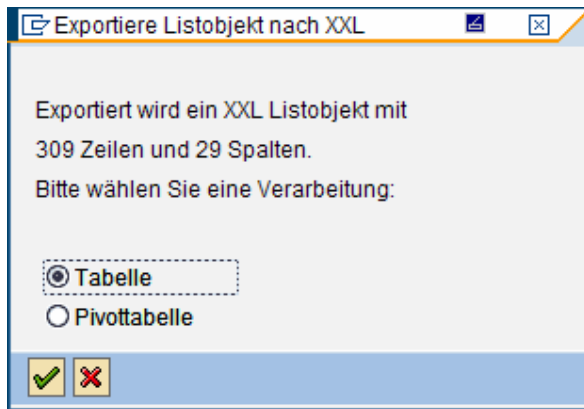 Exportiere Listobjekt nach XXL
Exportiert wird ein XXL Listobjekt mit
309 Zeilen und 29 Spalten.
Bitte wählen Sie eine Verarbeitung:
Tabelle
Pivottabelle